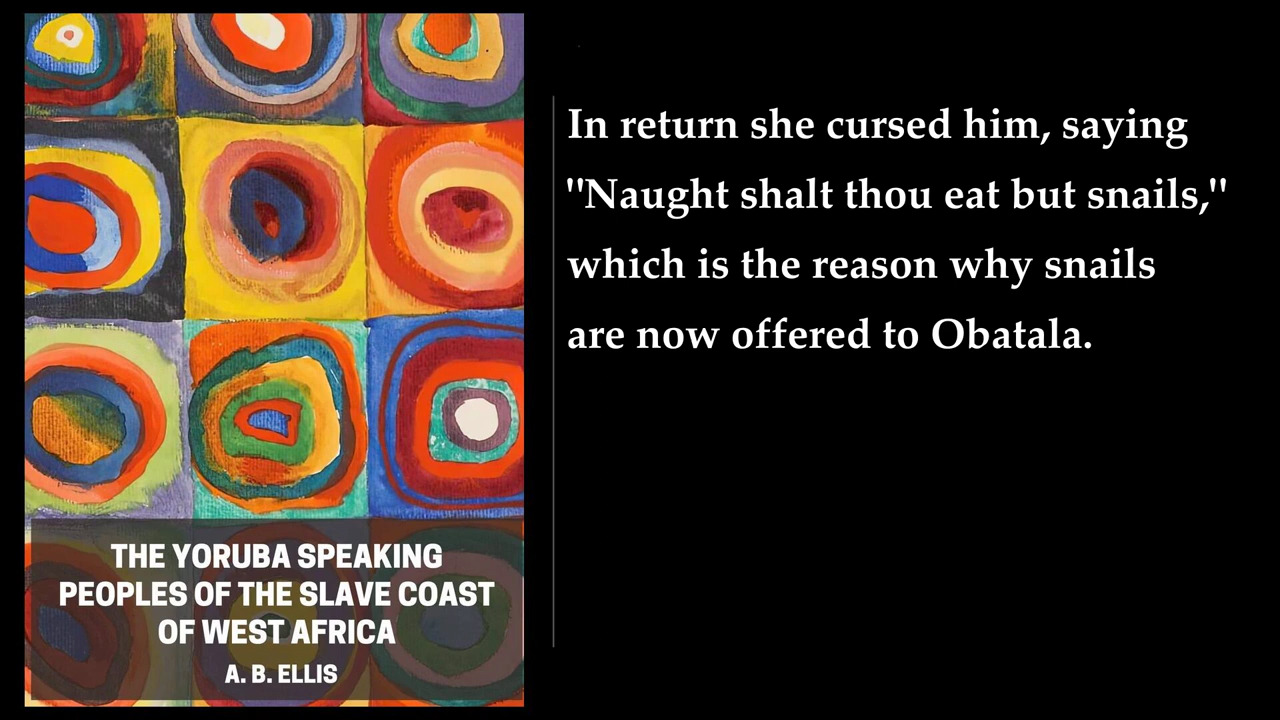 In return she cursed him, saying
"Naught shalt thou eat but snails,"
which is the reason why snails
are now offered to Obatala.
THE YORUBA SPEAKING
PEOPLES OF THE SLAVE COAST
OF WEST AFRICA
A. B. ELLIS